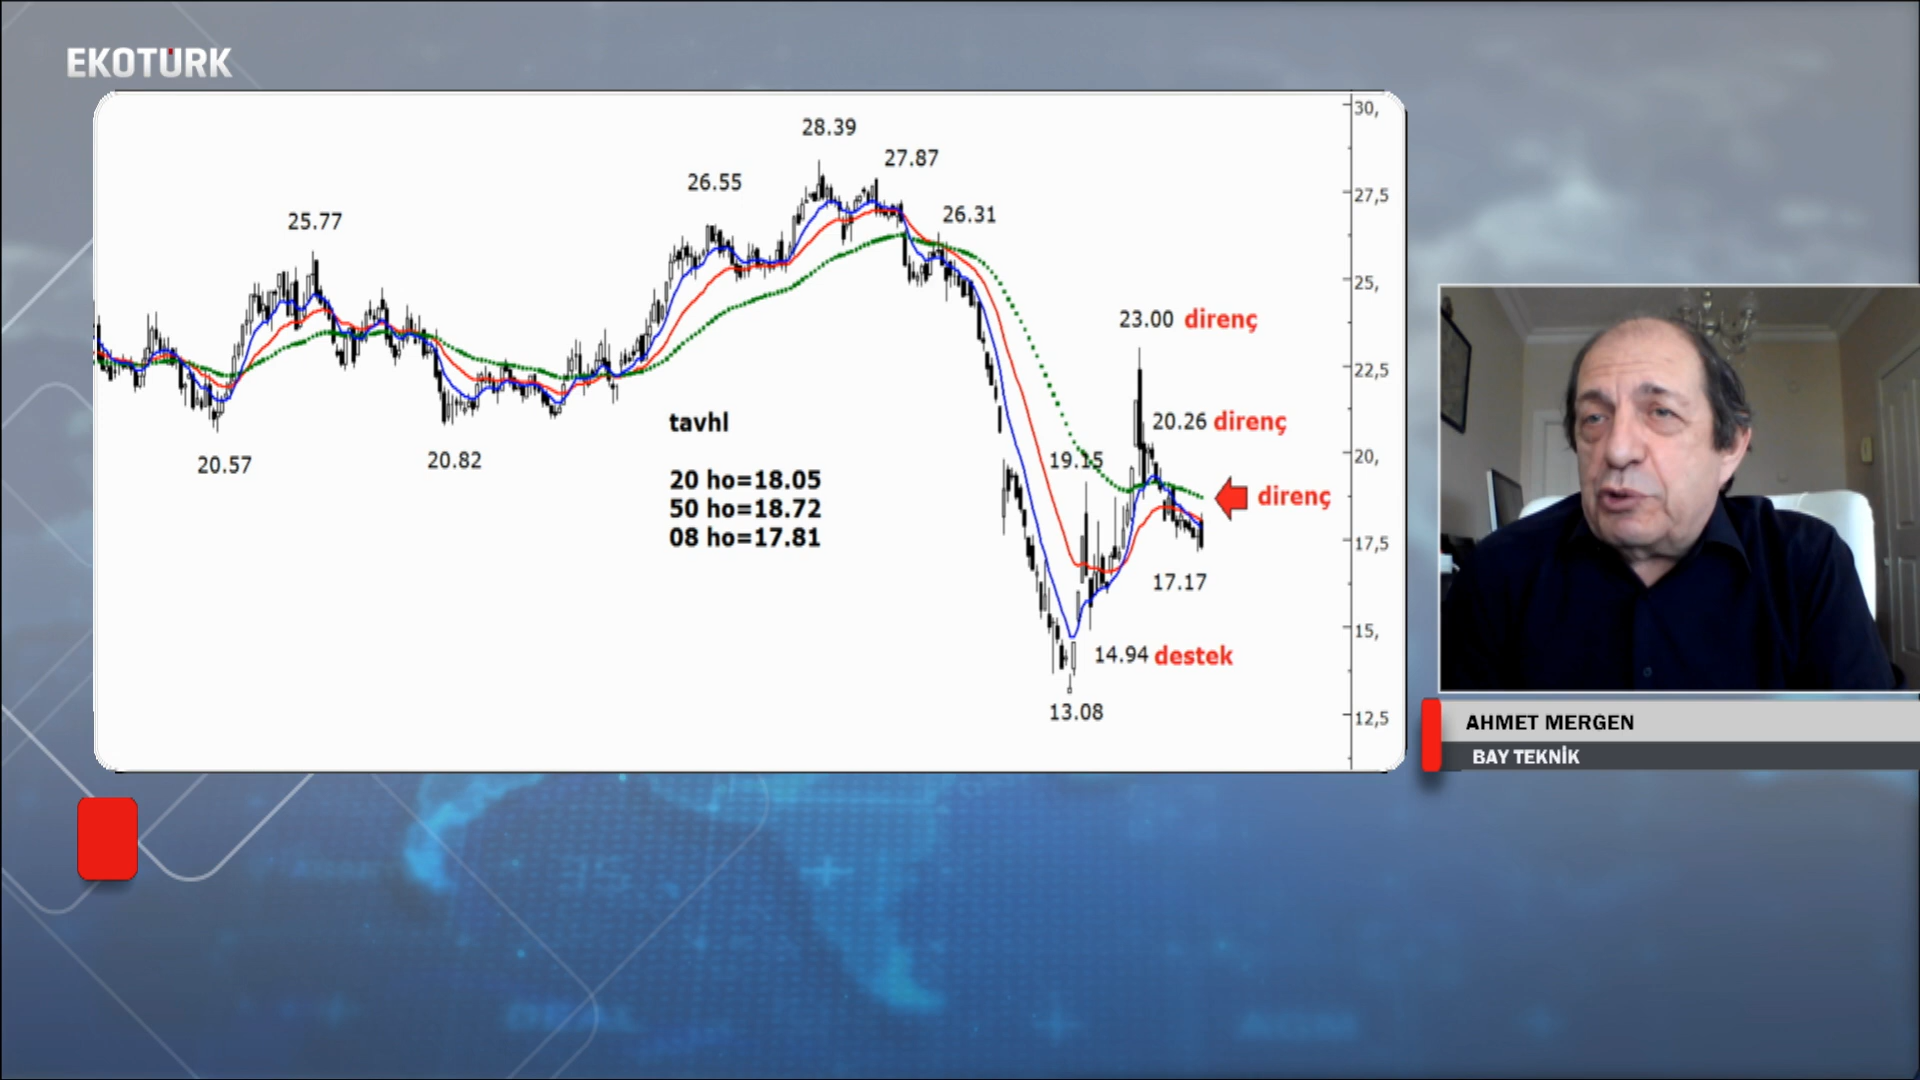 EKOTÜRK
28.39
27.87
26.55
26.31
25.77
23.00 direnç
20.26 direnç
tavhl
19.15
20.57
20.82
20 ho=18.05
50 ho=18.72
08 ho=17.81
direnç
17.17
14.94 destek
13.08
30,
27,5
25,
22,5
20,
17,5
15,
12,5
AHMET MERGEN
BAY TEKNİK